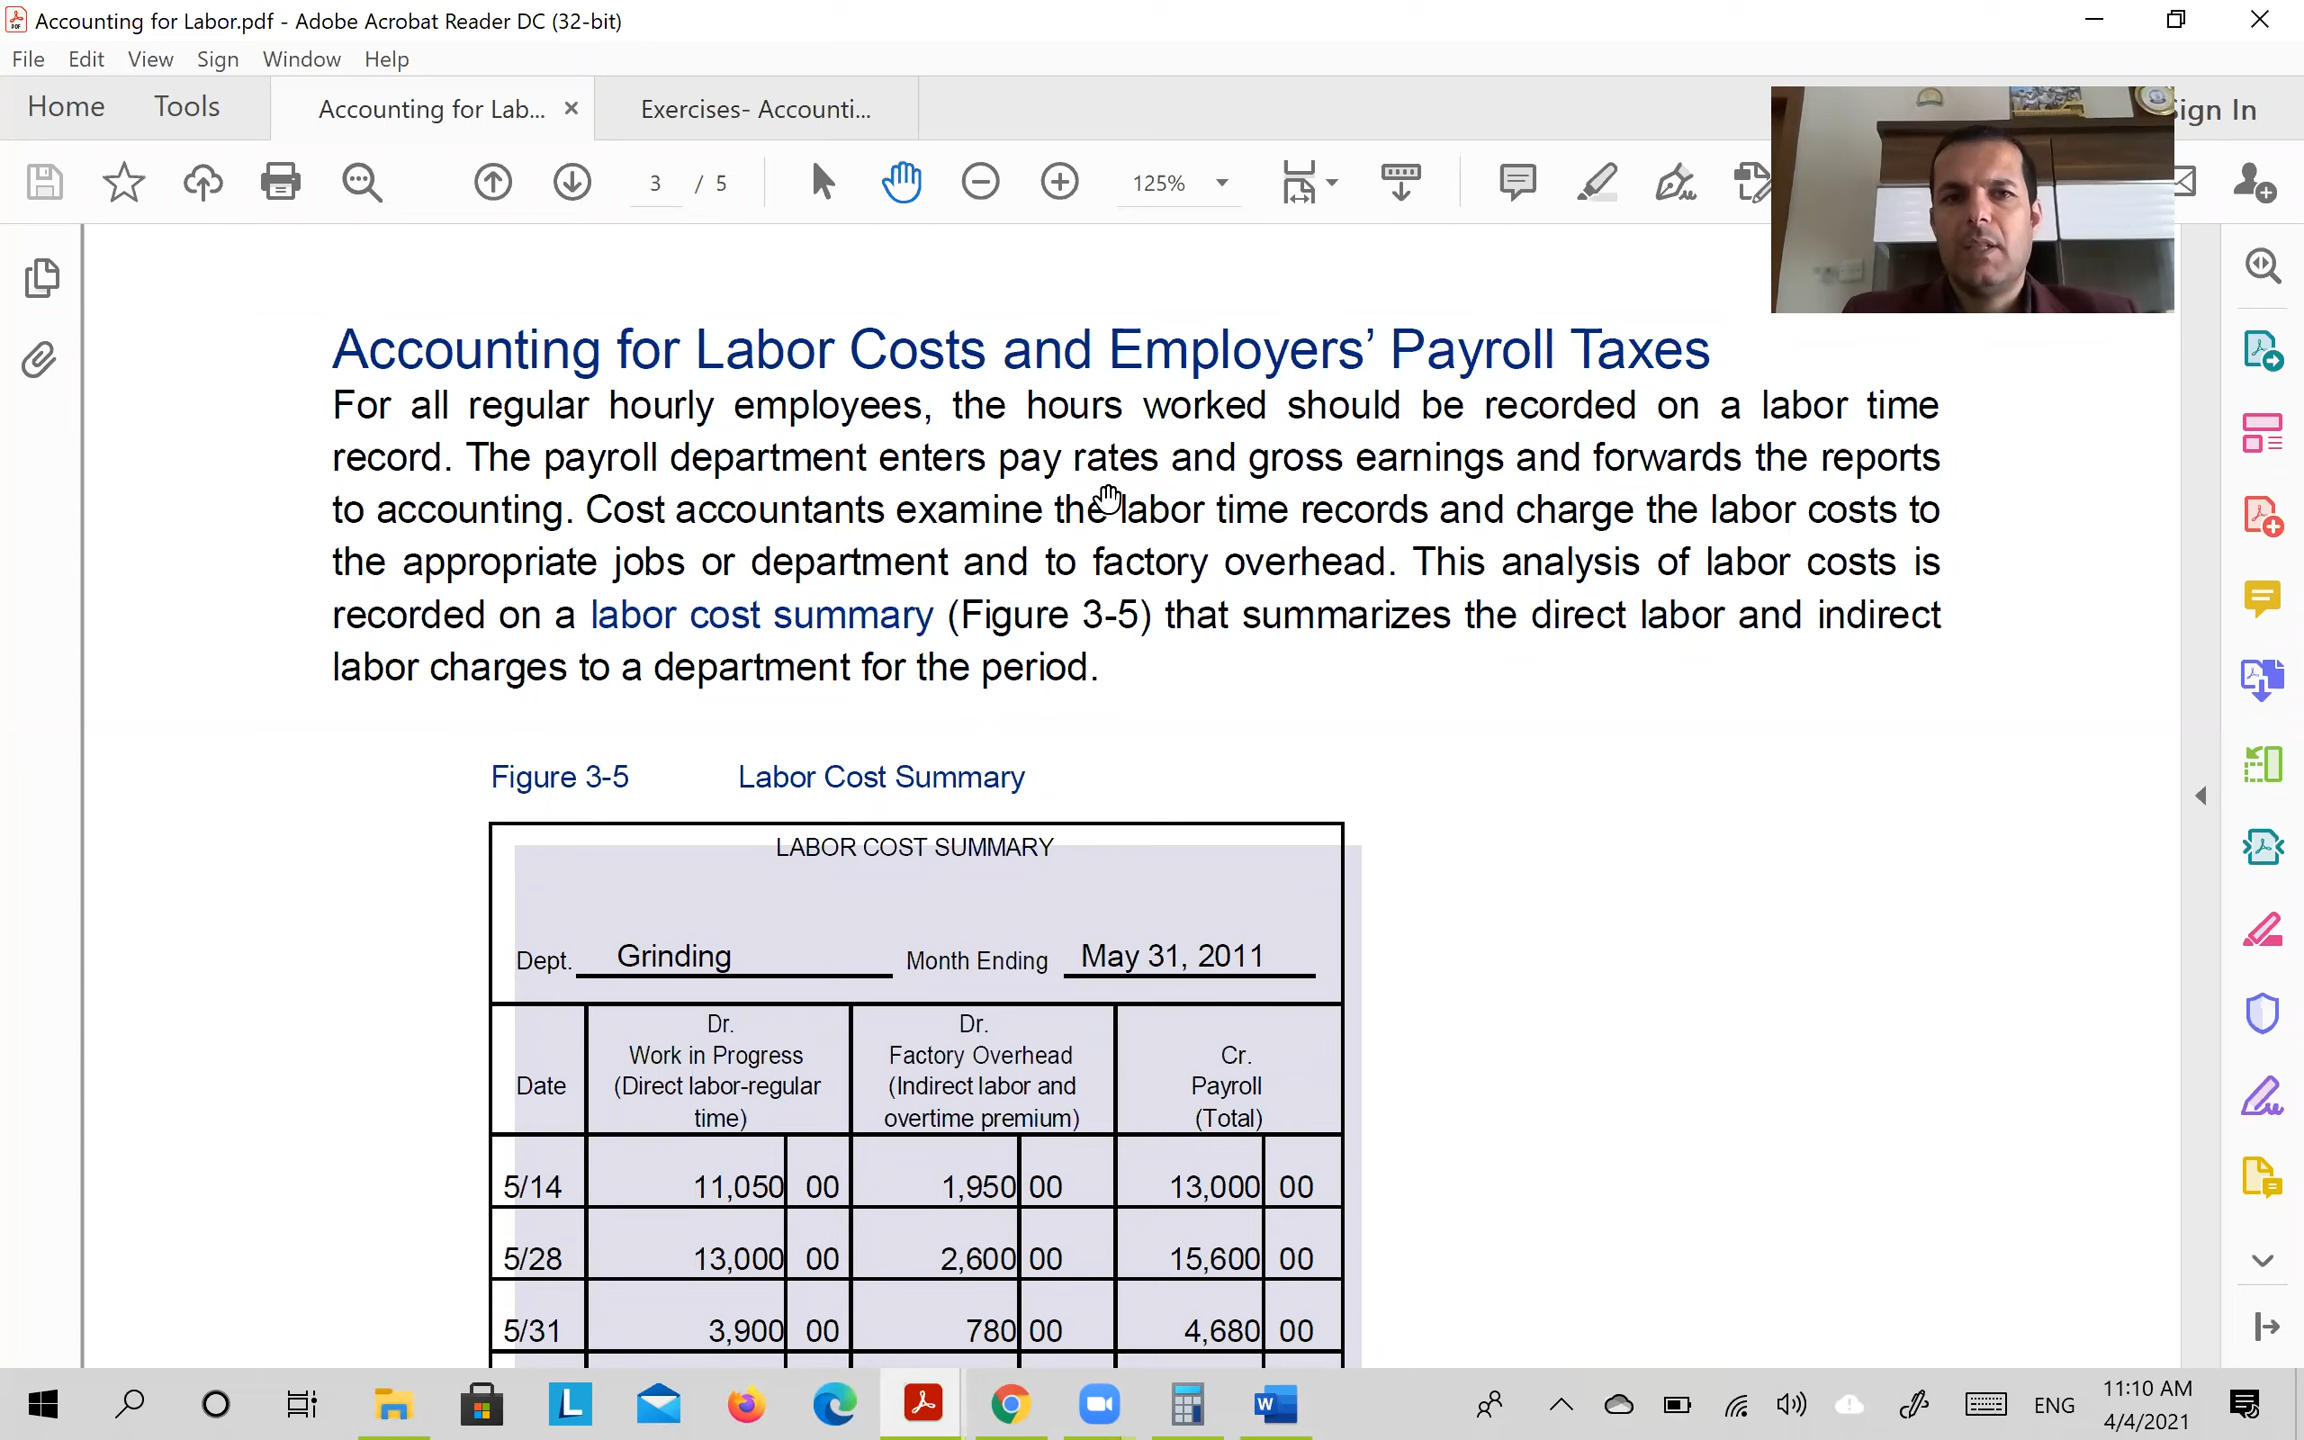 Accounting for Labor.pdf - Adobe Acrobat Reader DC (32-bit)
File Edit View Sign Window Help
Home Tools Accounting for Lab... Exercises- Accounti... Sign In
3 / 5 125%
Accounting for Labor Costs and Employers’ Payroll Taxes
For all regular hourly employees, the hours worked should be recorded on a labor time
record. The payroll department enters pay rates and gross earnings and forwards the reports
to accounting. Cost accountants examine the labor time records and charge the labor costs to
the appropriate jobs or department and to factory overhead. This analysis of labor costs is
recorded on a labor cost summary (Figure 3-5) that summarizes the direct labor and indirect
labor charges to a department for the period.
Figure 3-5 Labor Cost Summary
LABOR COST SUMMARY
Dept. Grinding Month Ending May 31, 2011
Date
Dr.
Work in Progress
(Direct labor-regular
time)
Dr.
Factory Overhead
(Indirect labor and
overtime premium)
Cr.
Payroll
(Total)
5/14 11,050 00 1,950 00 13,000 00
5/28 13,000 00 2,600 00 15,600 00
5/31 3,900 00 780 00 4,680 00
ENG
11:10 AM
4/4/2021